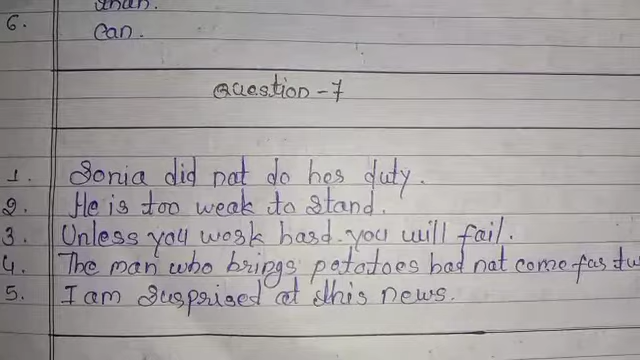 shall.
6. can.
Question-7
1. Sonia did not do her duty.
2. He is too weak to stand.
3. Unless you work hard. you will fail.
4. The man who brings potatoes had not come for
5. I am surprised at this news.